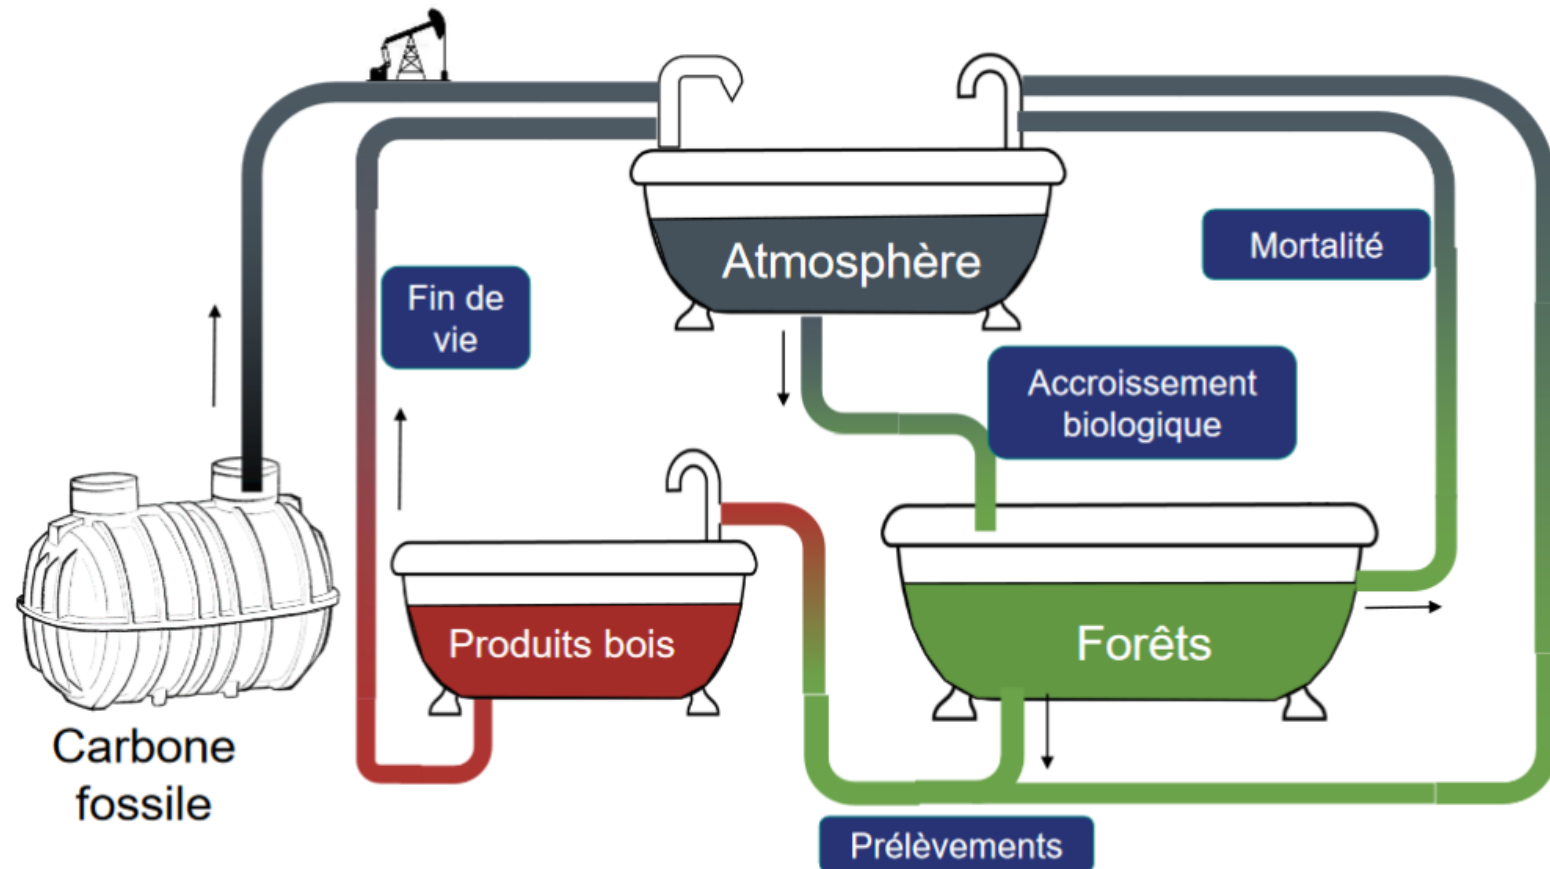 Atmosphère
Mortalité
Fin de
vie
Accroissement
biologique
Produits bois
Forêts
Carbone
fossile
Prélèvements